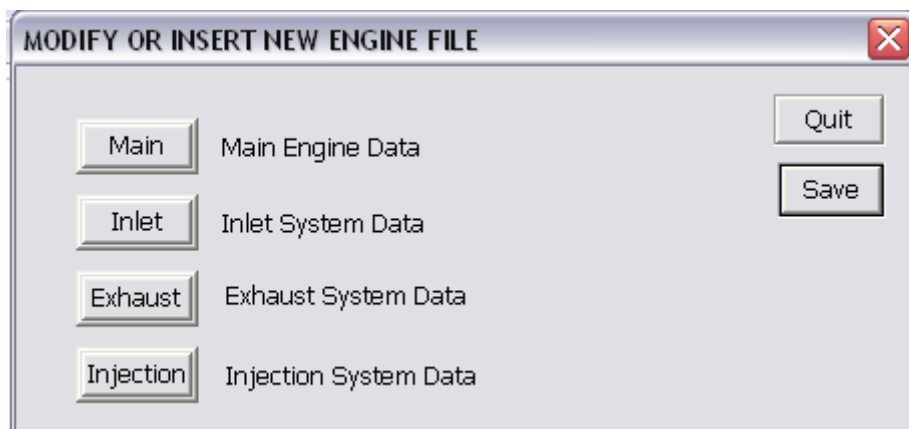 MODIFY OR INSERT NEW ENGINE FILE
Quit
Main Main Engine Data
Save
Inlet Inlet System Data
Exhaust Exhaust System Data
Injection Injection System Data